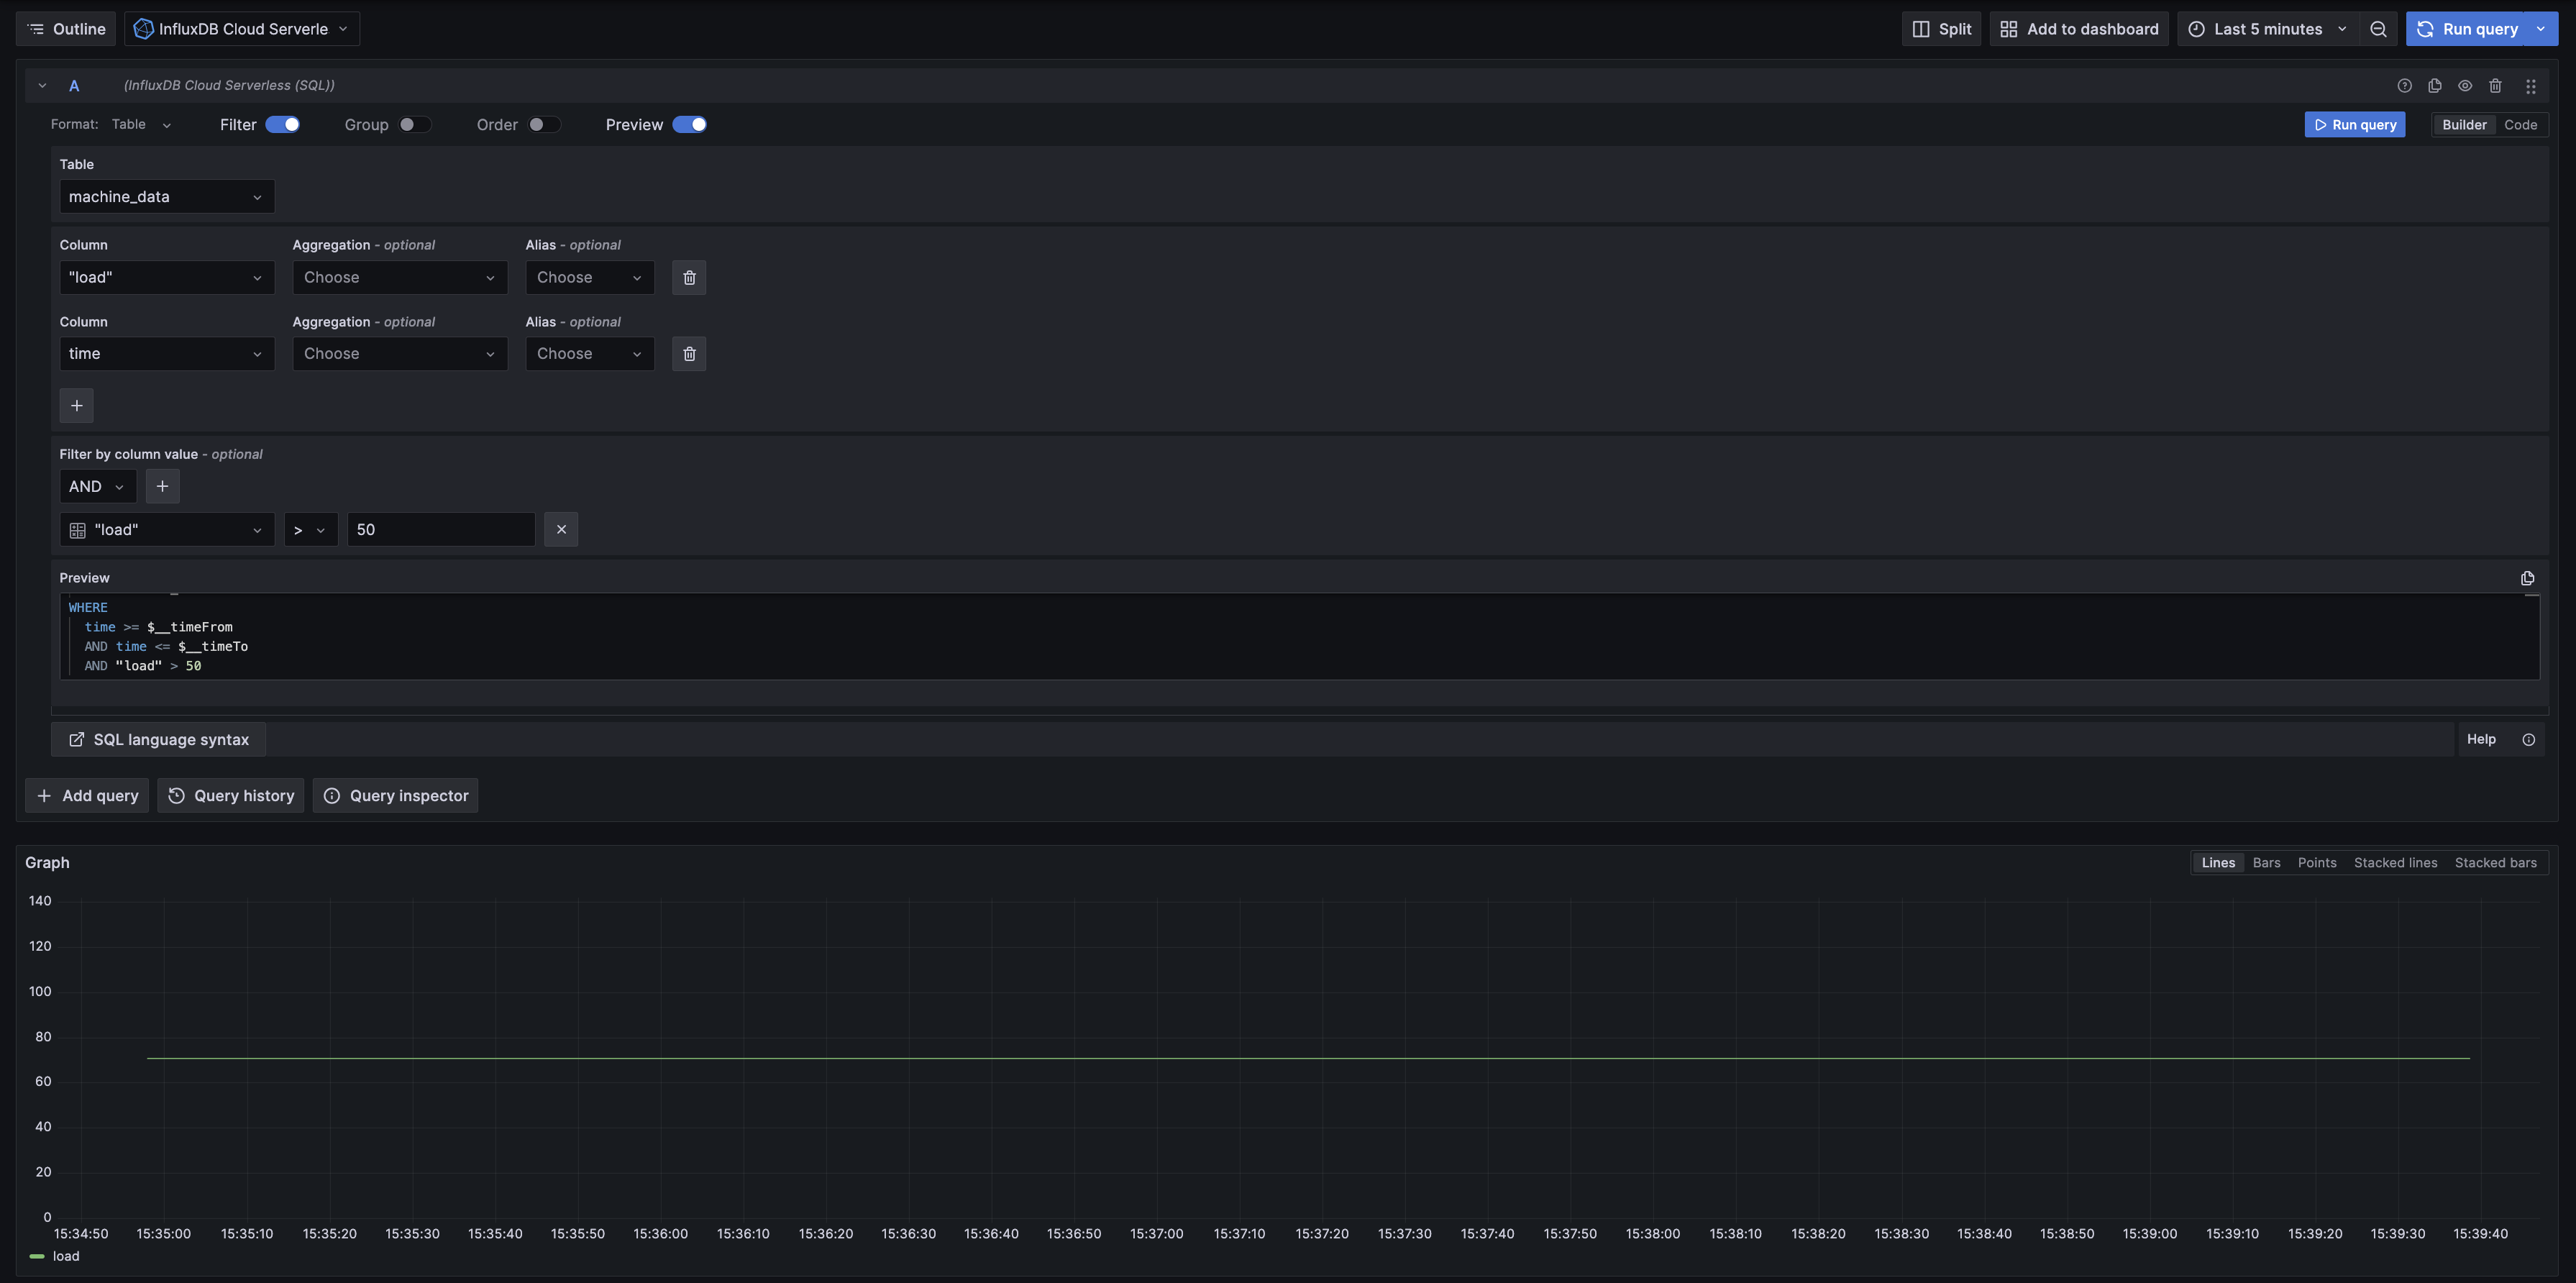 Outline InfluxDB Cloud Serverle Split Add to dashboard Last 5 minutes Run query
A (InfluxDB Cloud Serverless (SQL))
Format: Table Filter Group Order Preview Run query Builder Code
Table
machine_data
Column Aggregation - optional Alias - optional
"load" Choose Choose
Column Aggregation - optional Alias - optional
time Choose Choose
+
Filter by column value - optional
AND +
"load" > 50
Preview
WHERE
time >= $__timeFrom
AND time <= $__timeTo
AND "load" > 50
SQL language syntax Help
+ Add query Query history Query inspector
Graph Lines Bars Points Stacked lines Stacked bars
140
120
100
80
60
40
20
0
15:34:50 15:35:00 15:35:10 15:35:20 15:35:30 15:35:40 15:35:50 15:36:00 15:36:10 15:36:20 15:36:30 15:36:40 15:36:50 15:37:00 15:37:10 15:37:20 15:37:30 15:37:40 15:37:50 15:38:00 15:38:10 15:38:20 15:38:30 15:38:40 15:38:50 15:39:00 15:39:10 15:39:20 15:39:30 15:39:40
load